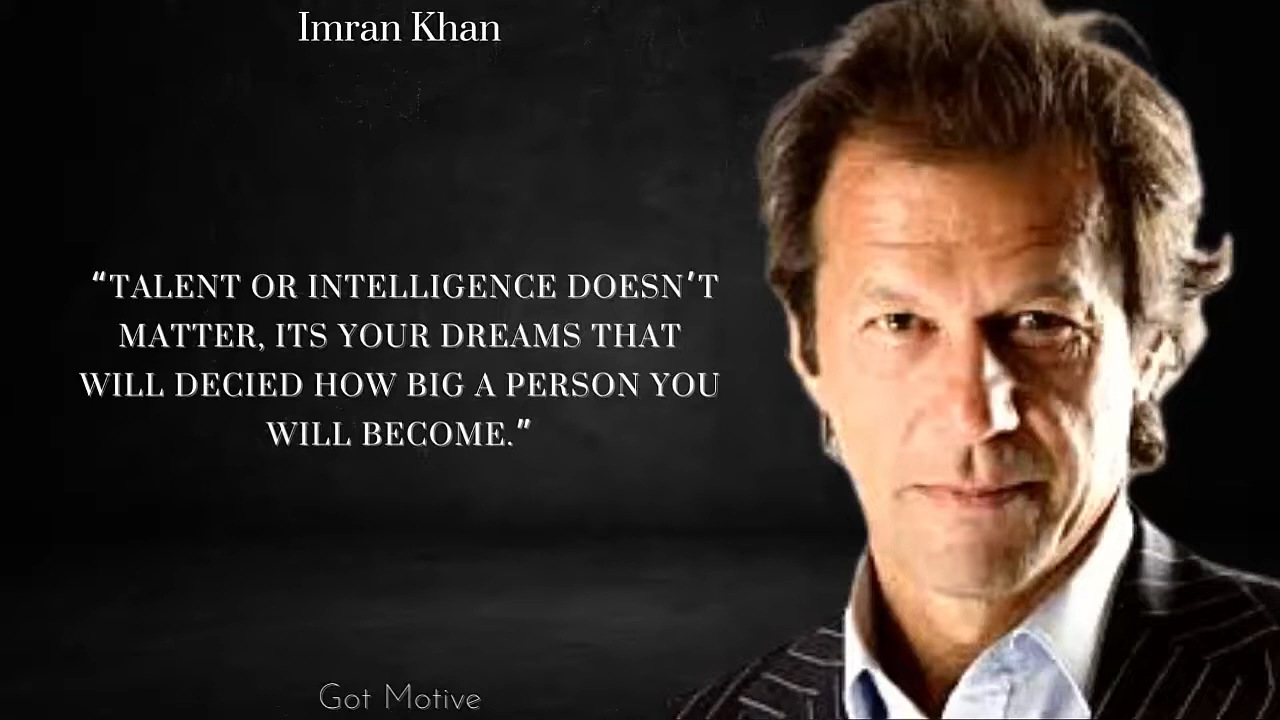 Imran Khan
“TALENT OR INTELLIGENCE DOESN'T
MATTER, ITS YOUR DREAMS THAT
WILL DECIED HOW BIG A PERSON YOU
WILL BECOME.”
Got Motive